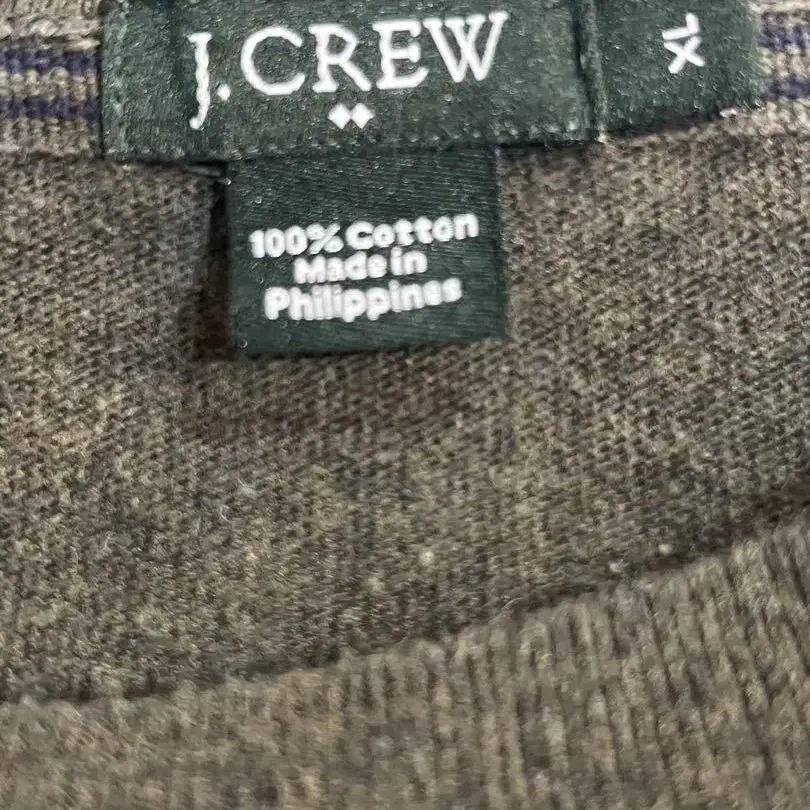 J.CREW
XL
100% Cotton
Made in
Philippines